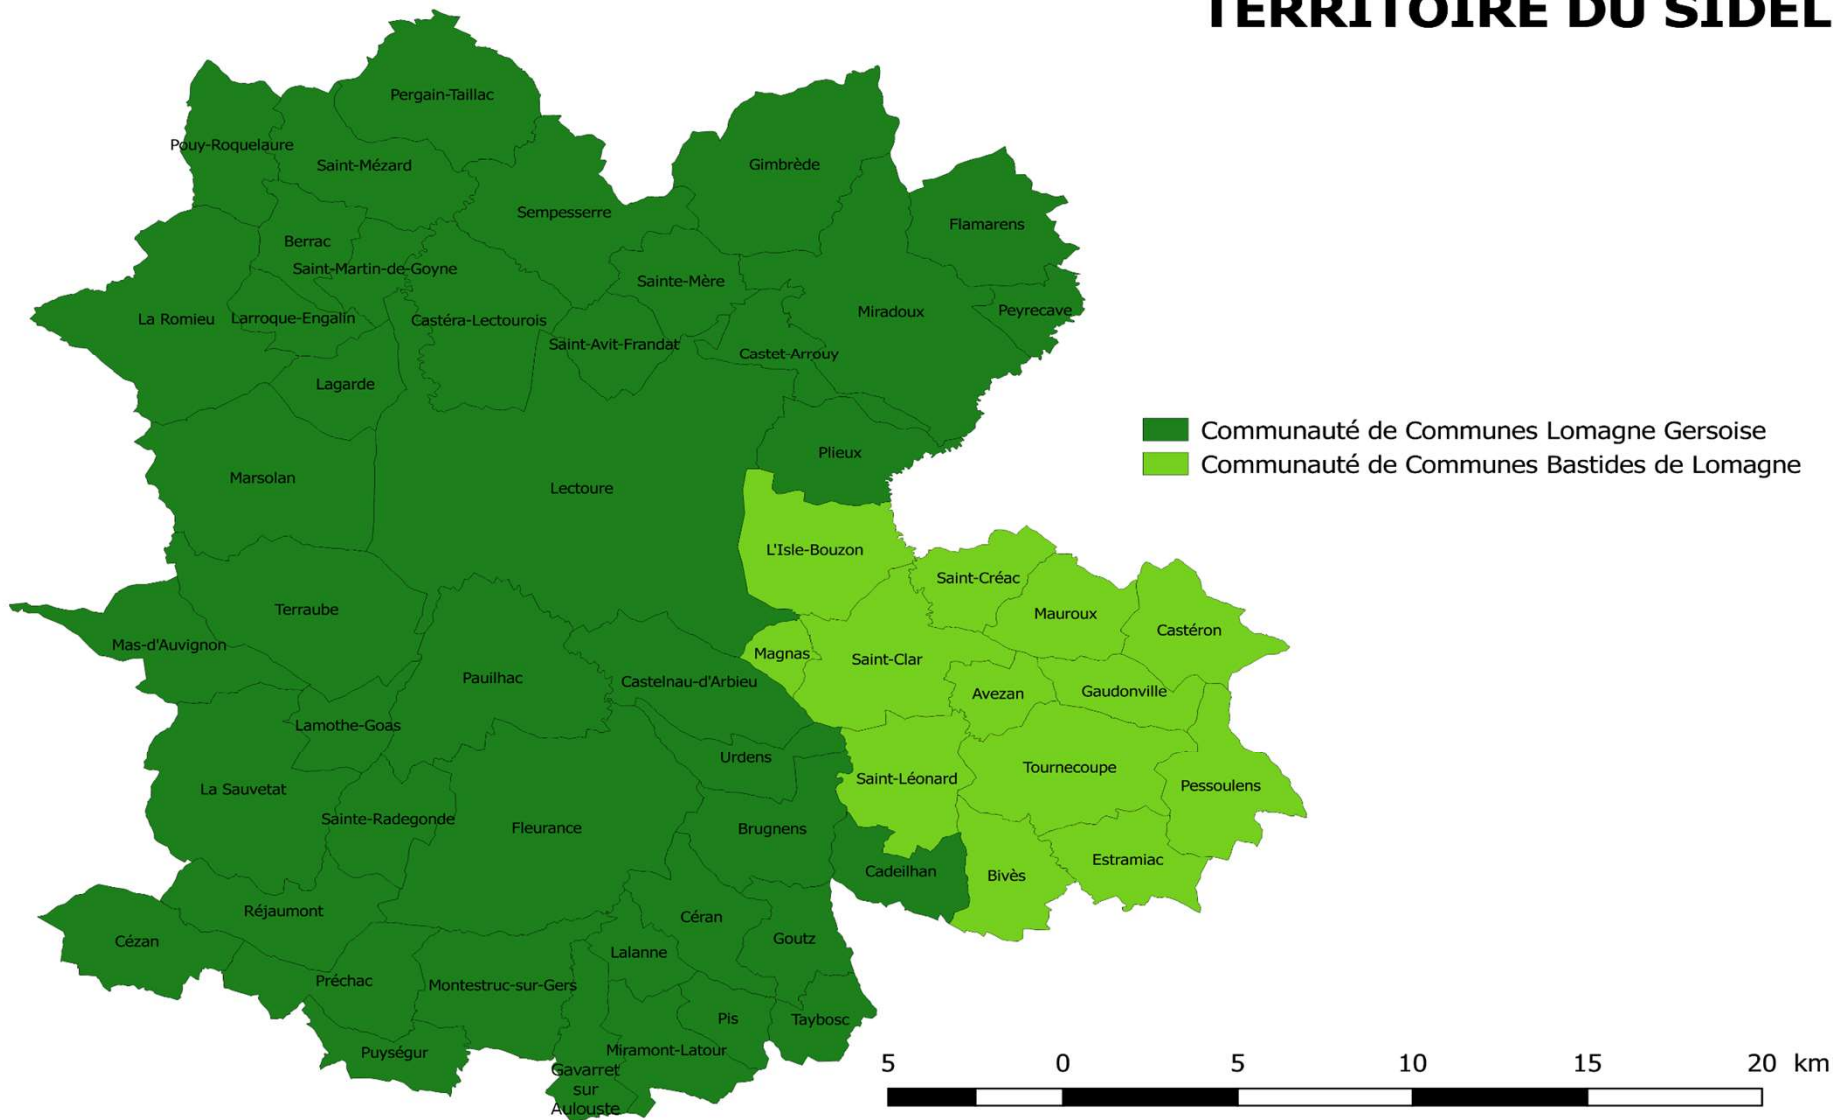 TERRITOIRE DU SIDEL
Pergain-Taillac
Pouy-Roquelaure
Saint-Mézard
Gimbrède
Sempesserre
Flamarens
Berrac
Saint-Martin-de-Goyne
Sainte-Mère
La Romieu
Larroque-Engalin
Castéra-Lectourois
Miradoux
Peyrecave
Saint-Avit-Frandat
Castet-Arrouy
Lagarde
Communauté de Communes Lomagne Gersoise
Communauté de Communes Bastides de Lomagne
Plieux
Marsolan
Lectoure
L'Isle-Bouzon
Saint-Créac
Mauroux
Castéron
Terraube
Mas-d'Auvignon
Magnas
Saint-Clar
Pauilhac
Castelnau-d'Arbieu
Avezan
Gaudonville
Lamothe-Goas
Urdens
Tournecoupe
Saint-Léonard
Pessoulens
La Sauvetat
Sainte-Radegonde
Fleurance
Brugnens
Estramiac
Cadeilhan
Bivès
Réjaumont
Céran
Goutz
Cézan
Lalanne
Préchac
Montestruc-sur-Gers
Pis
Taybosc
Puységur
Miramont-Latour
Gavarret
sur
Aulouste
5 0 5 10 15 20 km